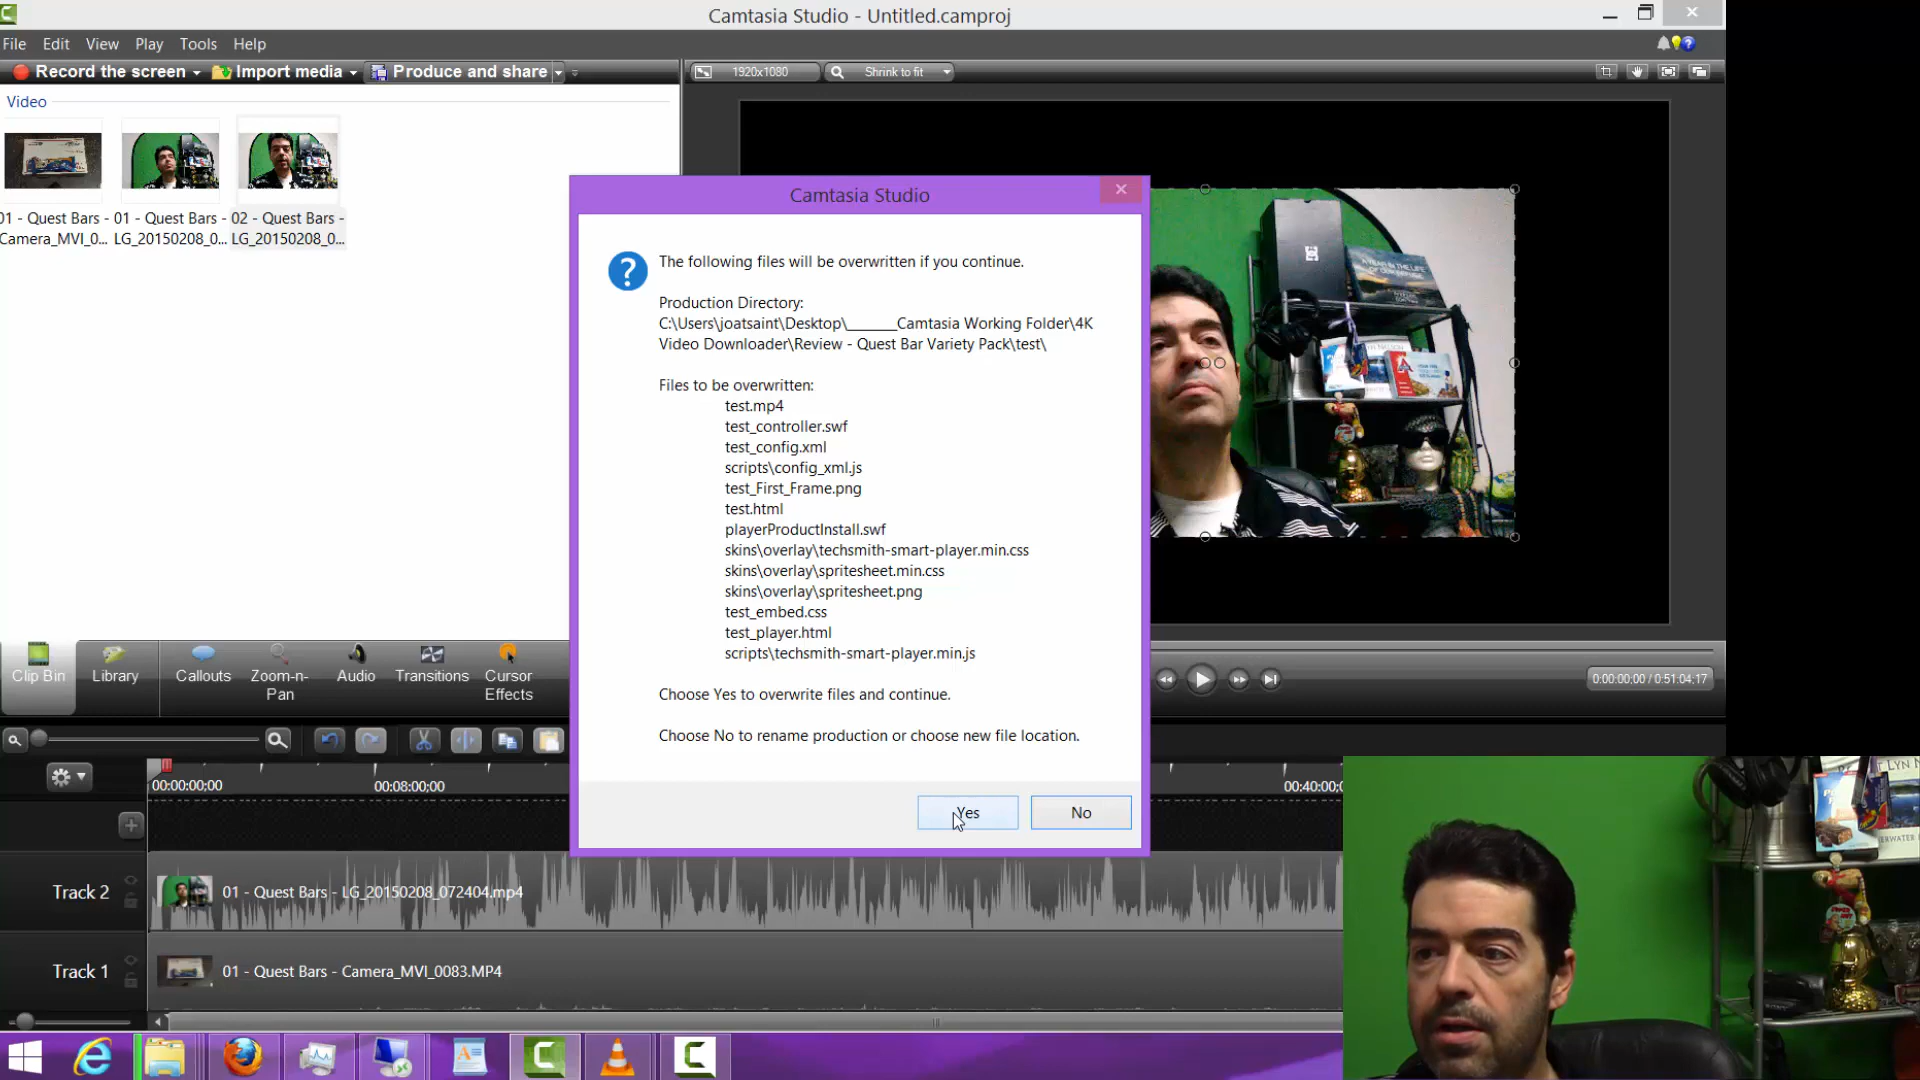 Camtasia Studio - Untitled.camproj
File Edit View Play Tools Help
Record the screen Import media Produce and share
1920x1080 Shrink to fit
Video
01 - Quest Bars - Camera_MVI_0...
01 - Quest Bars - LG_20150208_0...
02 - Quest Bars - LG_20150208_0...
Camtasia Studio
The following files will be overwritten if you continue.
Production Directory:
C:\Users\joatsaint\Desktop\______Camtasia Working Folder\4K
Video Downloader\Review - Quest Bar Variety Pack\test\
Files to be overwritten:
test.mp4
test_controller.swf
test_config.xml
scripts\config_xml.js
test_First_Frame.png
test.html
playerProductInstall.swf
skins\overlay\techsmith-smart-player.min.css
skins\overlay\spritesheet.min.css
skins\overlay\spritesheet.png
test_embed.css
test_player.html
scripts\techsmith-smart-player.min.js
Choose Yes to overwrite files and continue.
Choose No to rename production or choose new file location.
Yes No
Clip Bin Library Callouts Zoom-n-Pan Audio Transitions Cursor Effects
0:00:00;00 / 0:51:04;17
00:00:00;00 00:08:00;00 00:40:00;
Track 2 01 - Quest Bars - LG_20150208_072404.mp4
Track 1 01 - Quest Bars - Camera_MVI_0083.MP4